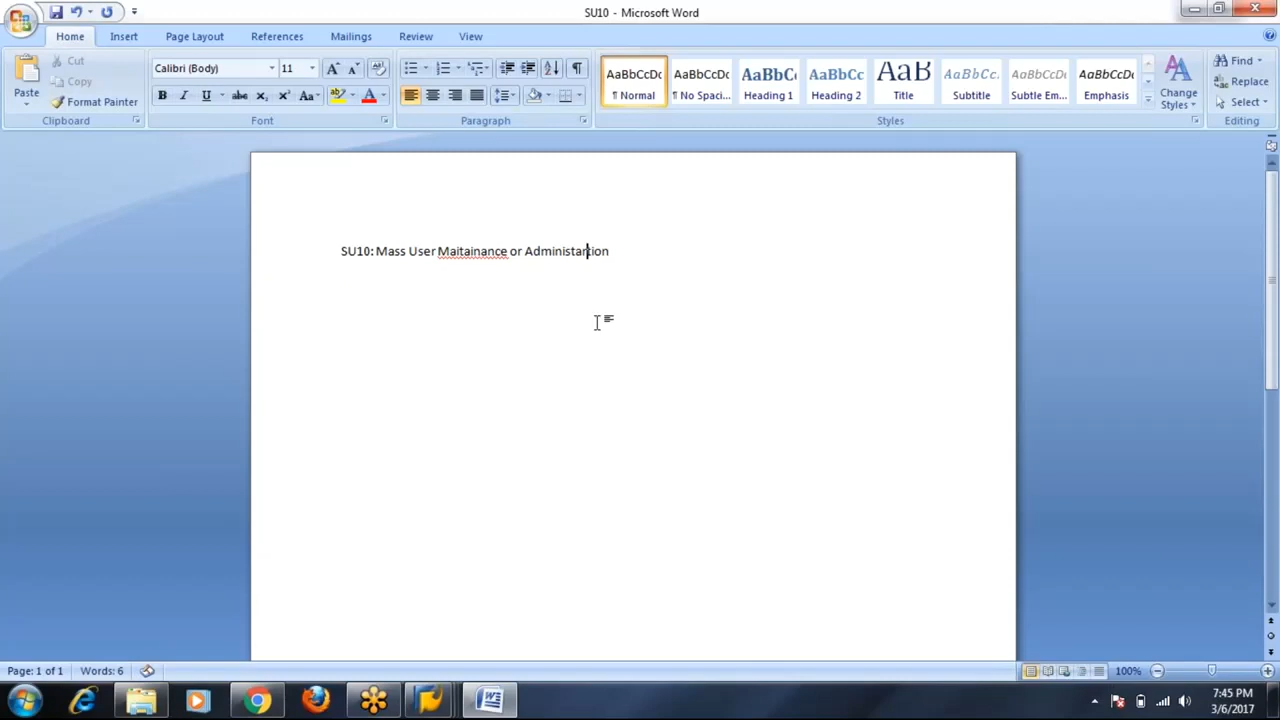 SU10 - Microsoft Word
Home Insert Page Layout References Mailings Review View
Paste
Cut
Copy
Format Painter
Clipboard
Calibri (Body) 11
Font
Paragraph
AaBbCcDc AaBbCcDc AaBbC AaBbCc AaB AaBbCc. AaBbCcDc AaBbCcDc
¶ Normal ¶ No Spaci... Heading 1 Heading 2 Title Subtitle Subtle Em... Emphasis
Change Styles
Styles
Find
Replace
Select
Editing
SU10: Mass User Maitainance or Administartion
Page: 1 of 1 Words: 6 100%
7:45 PM
3/6/2017